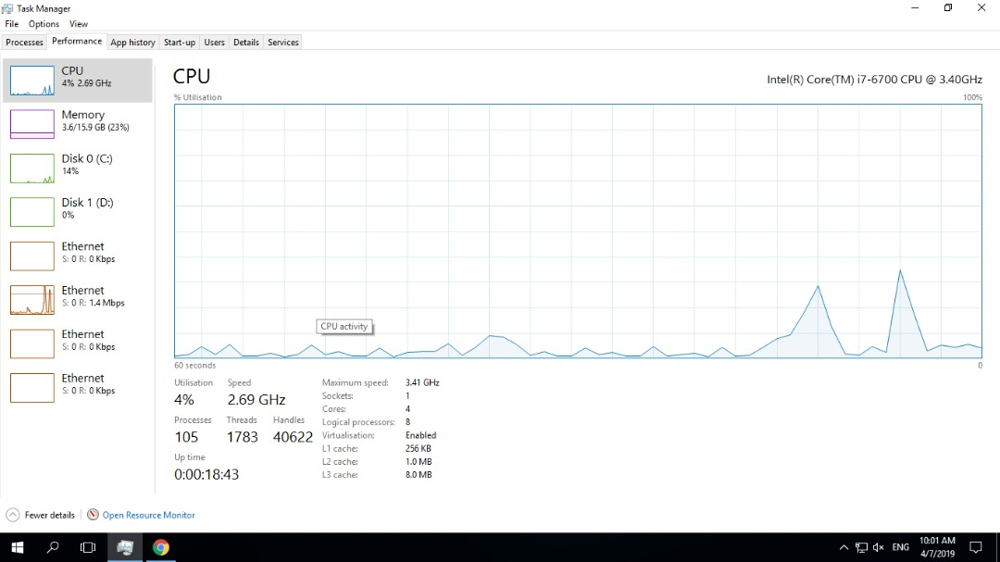 Task Manager
File Options View
Processes Performance App history Start-up Users Details Services
CPU
4% 2.69 GHz
Memory
3.6/15.9 GB (23%)
Disk 0 (C:)
14%
Disk 1 (D:)
0%
Ethernet
S: 0 R: 0 Kbps
Ethernet
S: 0 R: 1.4 Mbps
Ethernet
S: 0 R: 0 Kbps
Ethernet
S: 0 R: 0 Kbps
CPU Intel(R) Core(TM) i7-6700 CPU @ 3.40GHz
% Utilisation 100%
CPU activity
60 seconds 0
Utilisation Speed
4% 2.69 GHz
Processes Threads Handles
105 1783 40622
Up time
0:00:18:43
Maximum speed: 3.41 GHz
Sockets: 1
Cores: 4
Logical processors: 8
Virtualisation: Enabled
L1 cache: 256 KB
L2 cache: 1.0 MB
L3 cache: 8.0 MB
Fewer details Open Resource Monitor
ENG
10:01 AM
4/7/2019